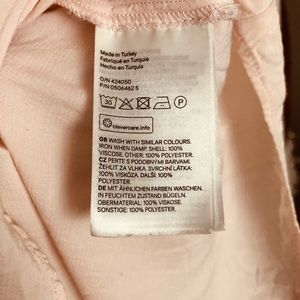 Made in Turkey
Fabriqué en Turquie
Hecho en Turquía
O/N 424050
P/N 0506462 S
30
P
clevercare.info
GB WASH WITH SIMILAR COLOURS.
IRON WHEN DAMP. SHELL: 100%
VISCOSE. OTHER: 100% POLYESTER.
CZ PERTE S PODOBNÝMI BARVAMI.
ŽEHLIT ZA VLHKA. SVRCHNÍ LÁTKA:
100% VISKÓZA. DALŠÍ: 100%
POLYESTER.
DE MIT ÄHNLICHEN FARBEN WASCHEN.
IN FEUCHTEM ZUSTAND BÜGELN.
OBERMATERIAL: 100% VISKOSE.
SONSTIGE: 100% POLYESTER.